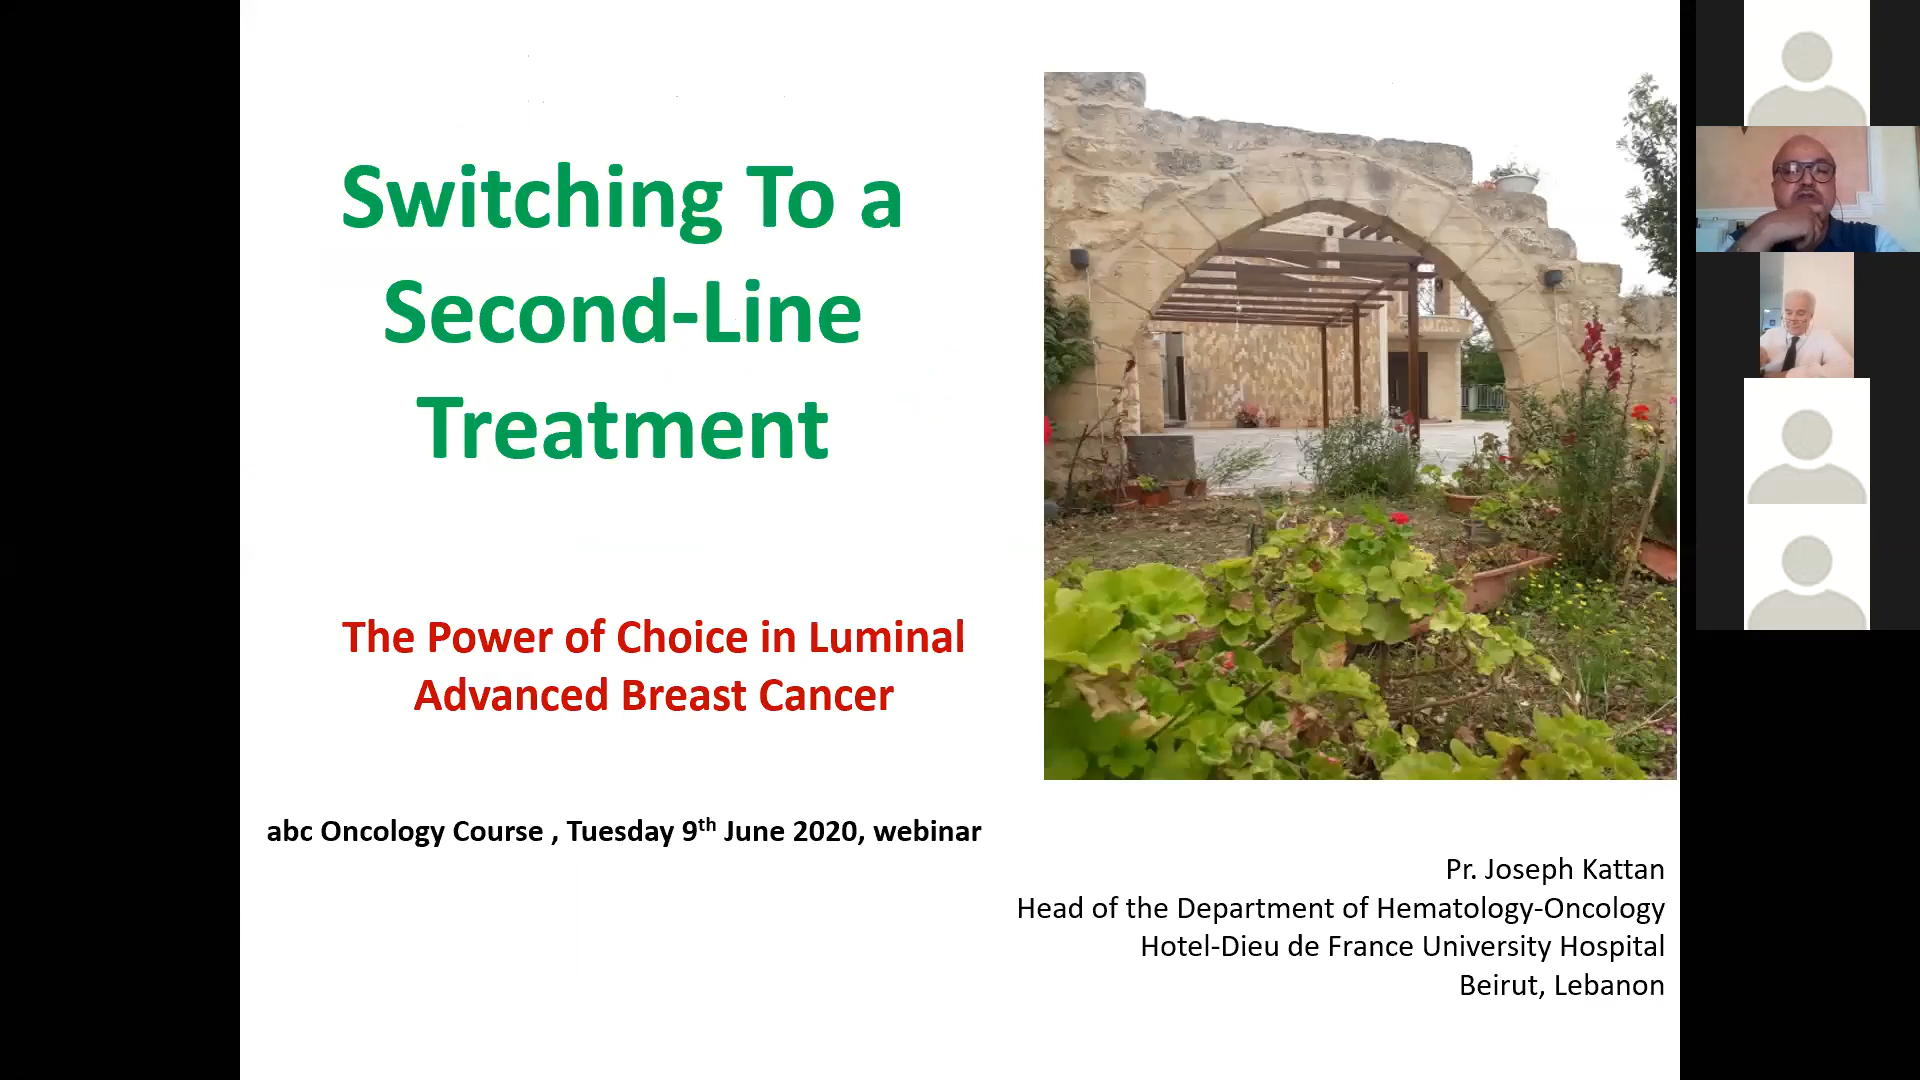 Switching To a
Second-Line
Treatment
The Power of Choice in Luminal
Advanced Breast Cancer
abc Oncology Course , Tuesday 9th June 2020, webinar
Pr. Joseph Kattan
Head of the Department of Hematology-Oncology
Hotel-Dieu de France University Hospital
Beirut, Lebanon